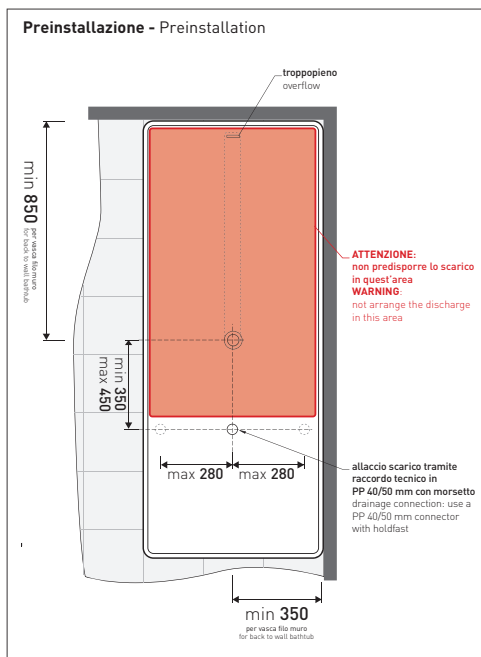 Preinstallazione - Preinstallation
troppopieno
overflow
min 850
per vasca filo muro
for back to wall bathtub
ATTENZIONE:
non predisporre lo scarico
in quest'area
WARNING:
not arrange the discharge
in this area
min 350
max 450
max 280
max 280
allaccio scarico tramite
raccordo tecnico in
PP 40/50 mm con morsetto
drainage connection: use a
PP 40/50 mm connector
with holdfast
min 350
per vasca filo muro
for back to wall bathtub